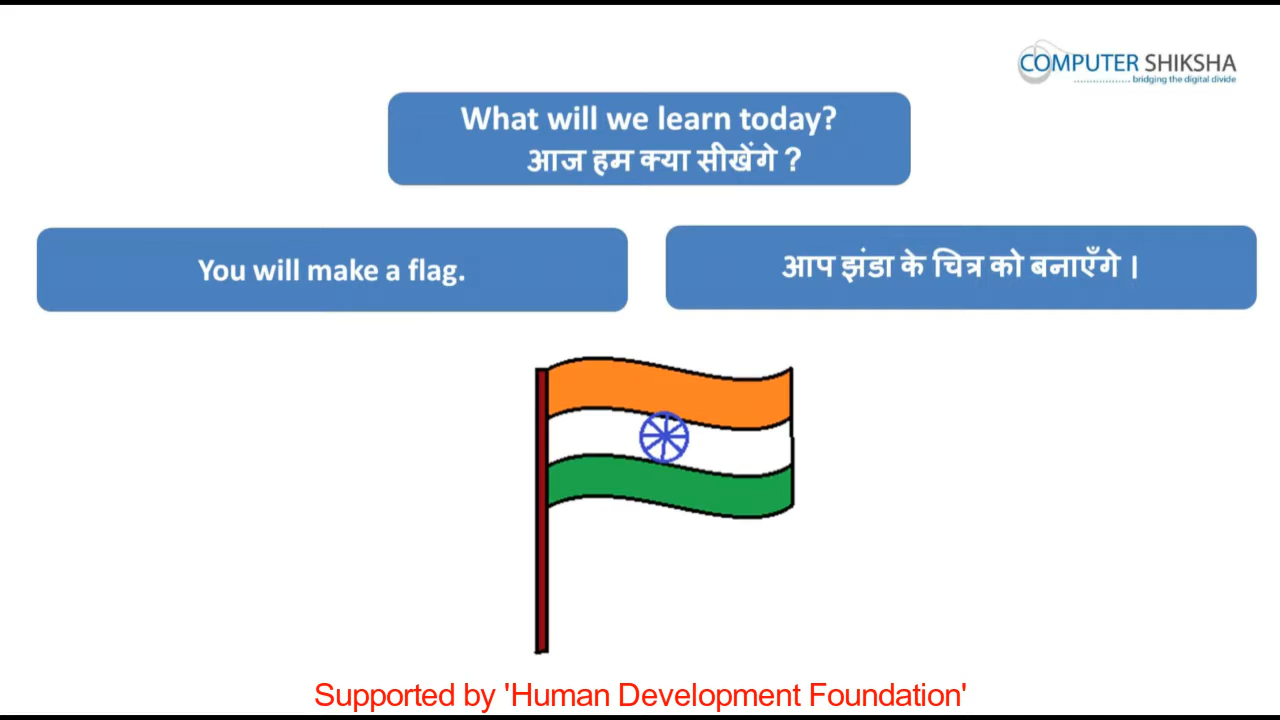 COMPUTER SHIKSHA
bridging the digital divide
What will we learn today?
आज हम क्या सीखेंगे ?
You will make a flag.
आप झंडा के चित्र को बनाएँगे ।
Supported by 'Human Development Foundation'